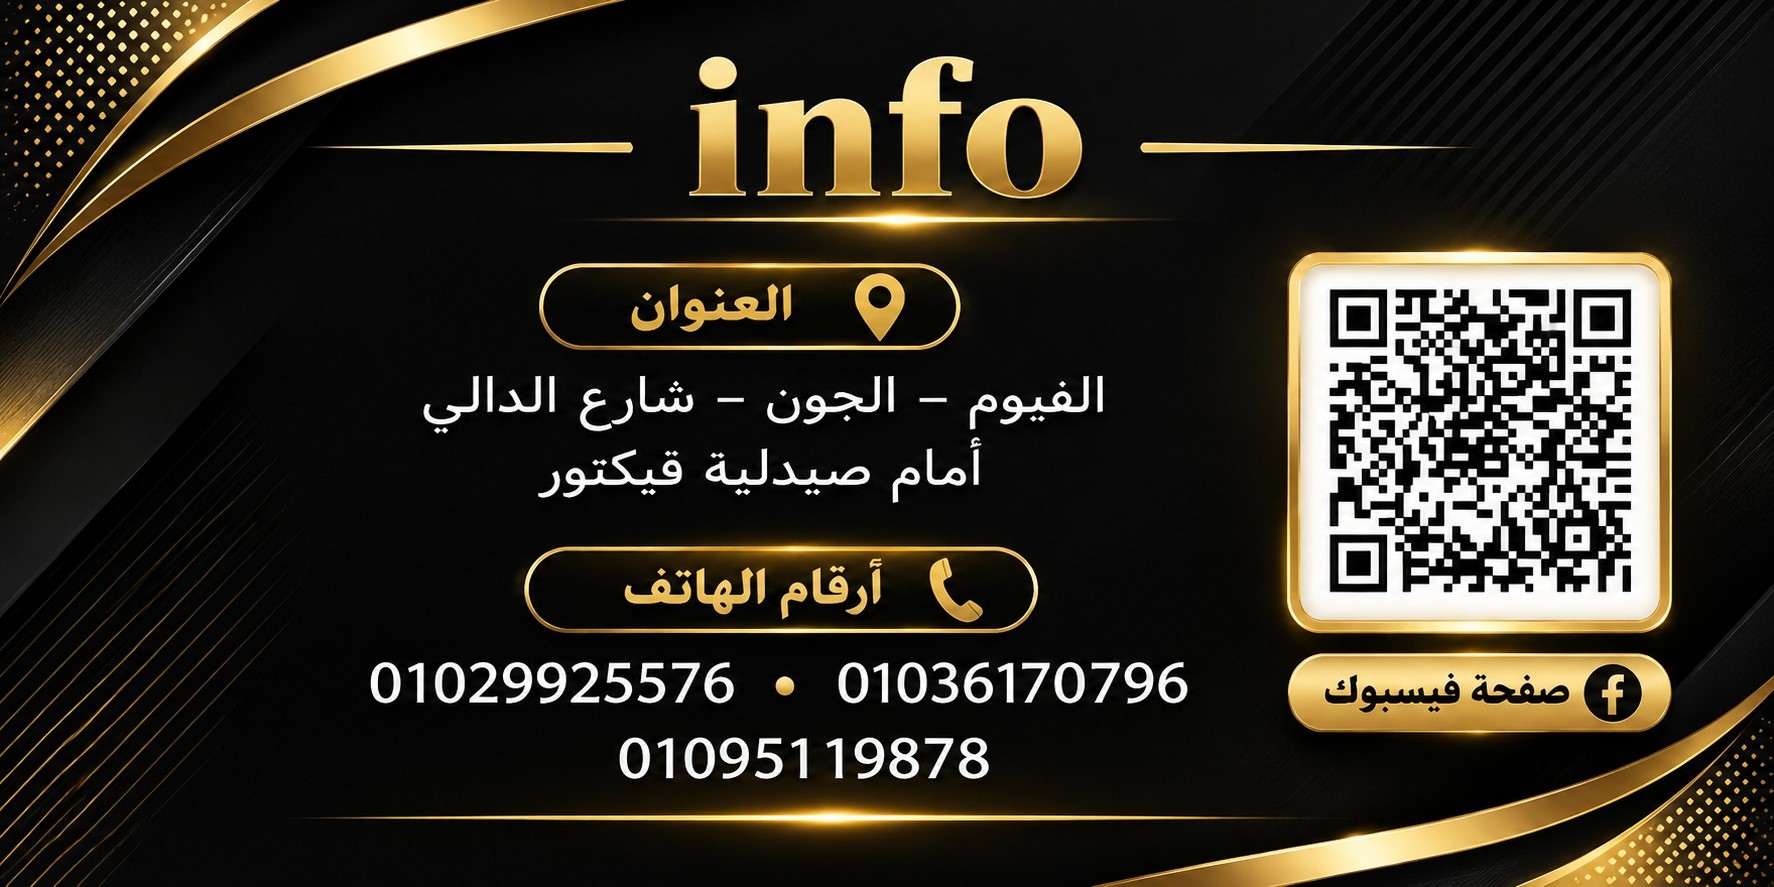 info
العنوان
الفيوم – الجون – شارع الدالي
أمام صيدلية ڤيكتور
أرقام الهاتف
01029925576 • 01036170796
01095119878
صفحة فيسبوك